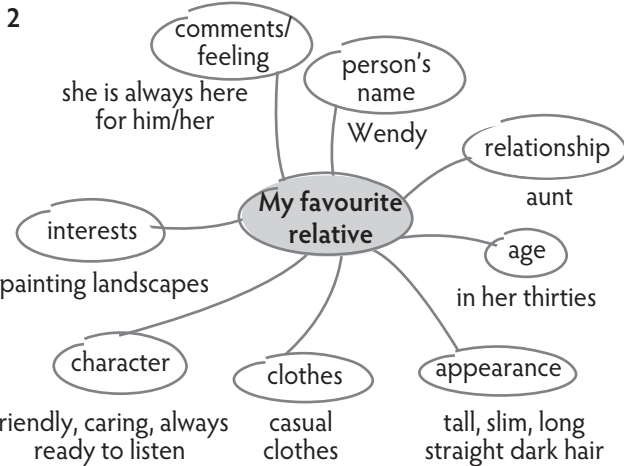 2
comments/
feeling
she is always here
for him/her
person's
name
Wendy
relationship
aunt
My favourite
relative
interests
painting landscapes
age
in her thirties
character
riendly, caring, always
ready to listen
clothes
casual
clothes
appearance
tall, slim, long
straight dark hair